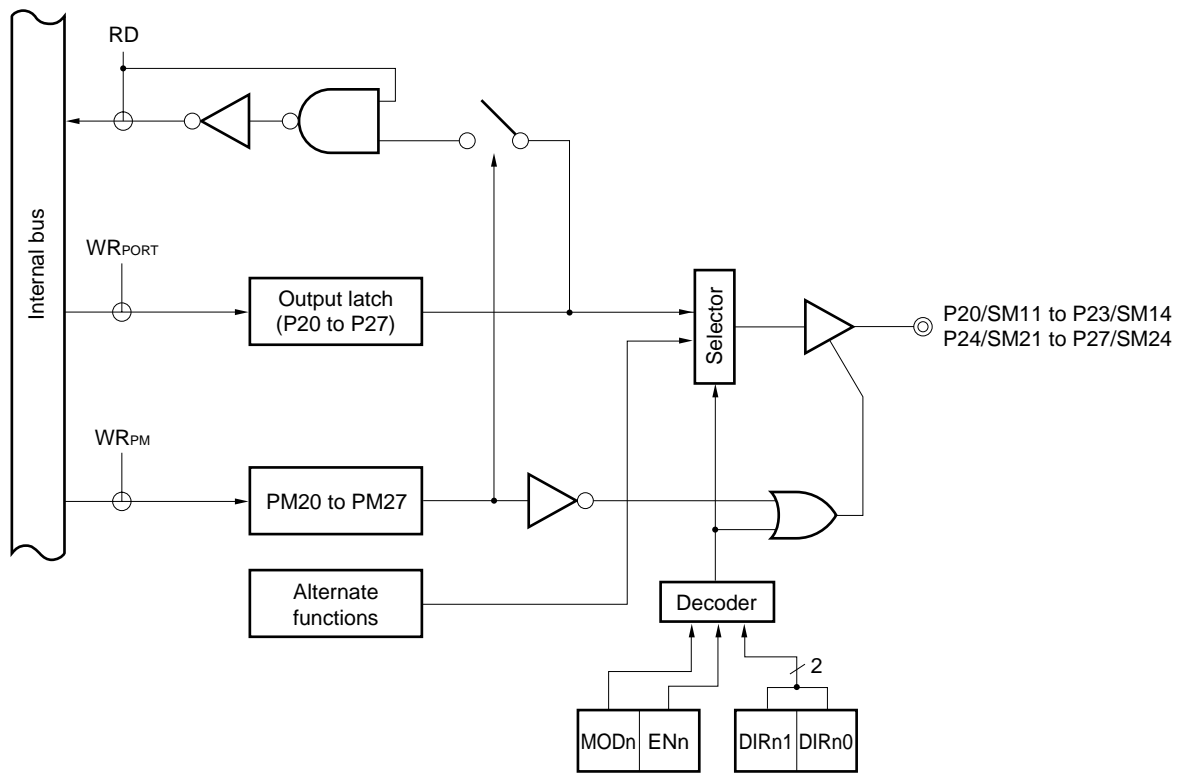 RD
Internal bus
WRPORT
Output latch
(P20 to P27)
Selector
P20/SM11 to P23/SM14
P24/SM21 to P27/SM24
WRPM
PM20 to PM27
Alternate
functions
Decoder
2
MODn ENn DIRn1 DIRn0